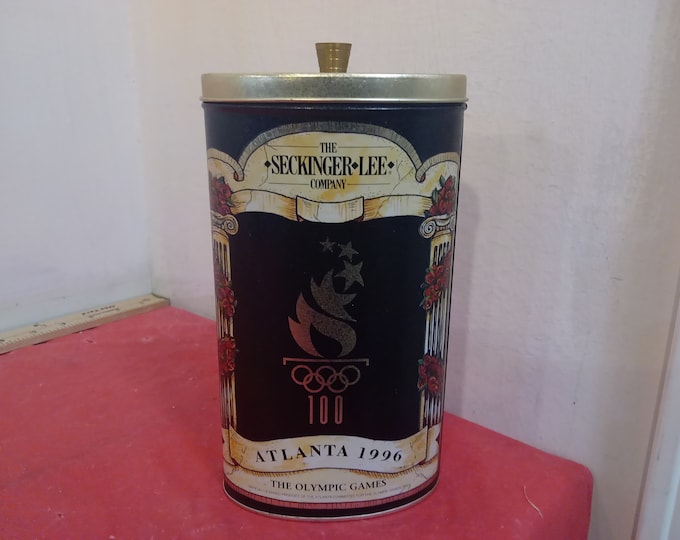 THE
SECKINGER•LEE
COMPANY
100
ATLANTA 1996
THE OLYMPIC GAMES